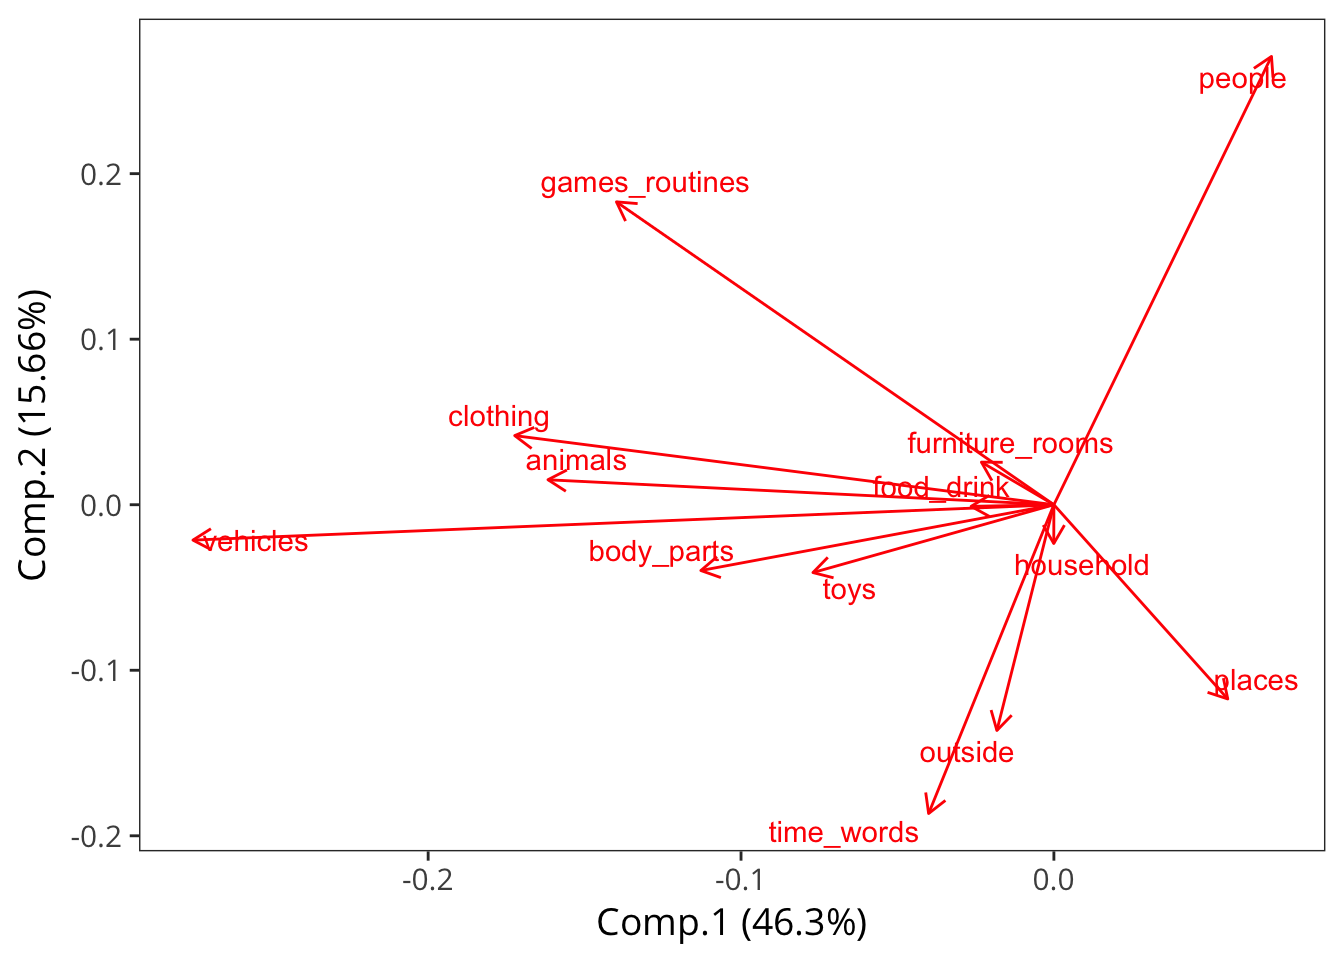 people
games_routines
0.2
0.1
clothing
furniture_rooms
animals
food_drink
0.0
vehicles
body_parts
household
toys
places
-0.1
outside
time_words
-0.2
-0.2
-0.1
0.0
Comp.1 (46.3%)
Comp.2 (15.66%)